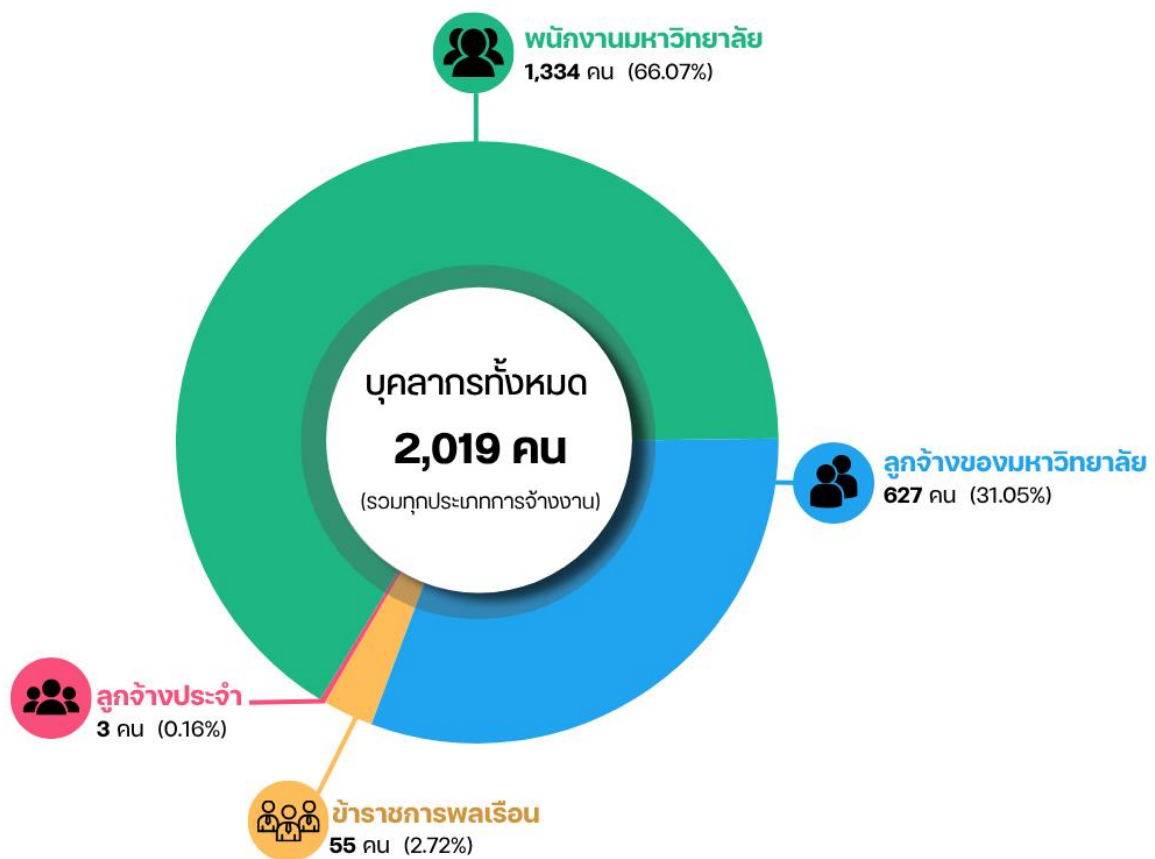 พนักงานมหาวิทยาลัย
1,334 คน (66.07%)
บุคลากรทั้งหมด
2,019 คน
(รวมทุกประเภทการจ้างงาน)
ลูกจ้างของมหาวิทยาลัย
627 คน (31.05%)
ลูกจ้างประจำ
3 คน (0.16%)
ข้าราชการพลเรือน
55 คน (2.72%)